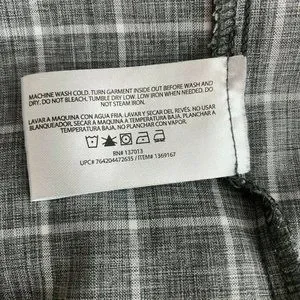 MACHINE WASH COLD. TURN GARMENT INSIDE OUT BEFORE WASH AND
DRY. DO NOT BLEACH. TUMBLE DRY LOW. LOW IRON WHEN NEEDED. DO
NOT STEAM IRON.
LAVAR A MAQUINA CON AGUA FRIA. LAVAR Y SECAR DEL REVÉS. NO USAR
BLANQUEADOR. SECAR A MAQUINA A TEMPERATURA BAJA. PLANCHAR
A TEMPERATURA BAJA. NO PLANCHAR CON VAPOR.
RN# 137013
UPC# 764204472635 / ITEM# 1369167